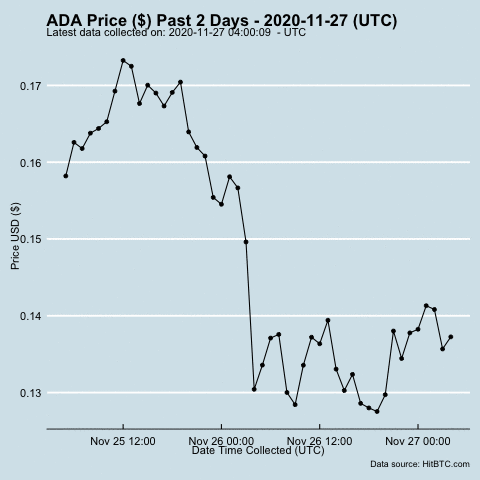 ADA Price ($) Past 2 Days - 2020-11-27 (UTC)
Latest data collected on: 2020-11-27 04:00:09  - UTC
0.17
0.16
0.15
0.14
0.13
Price USD ($)
Nov 25 12:00 Nov 26 00:00 Nov 26 12:00 Nov 27 00:00
Date Time Collected (UTC)
Data source: HitBTC.com